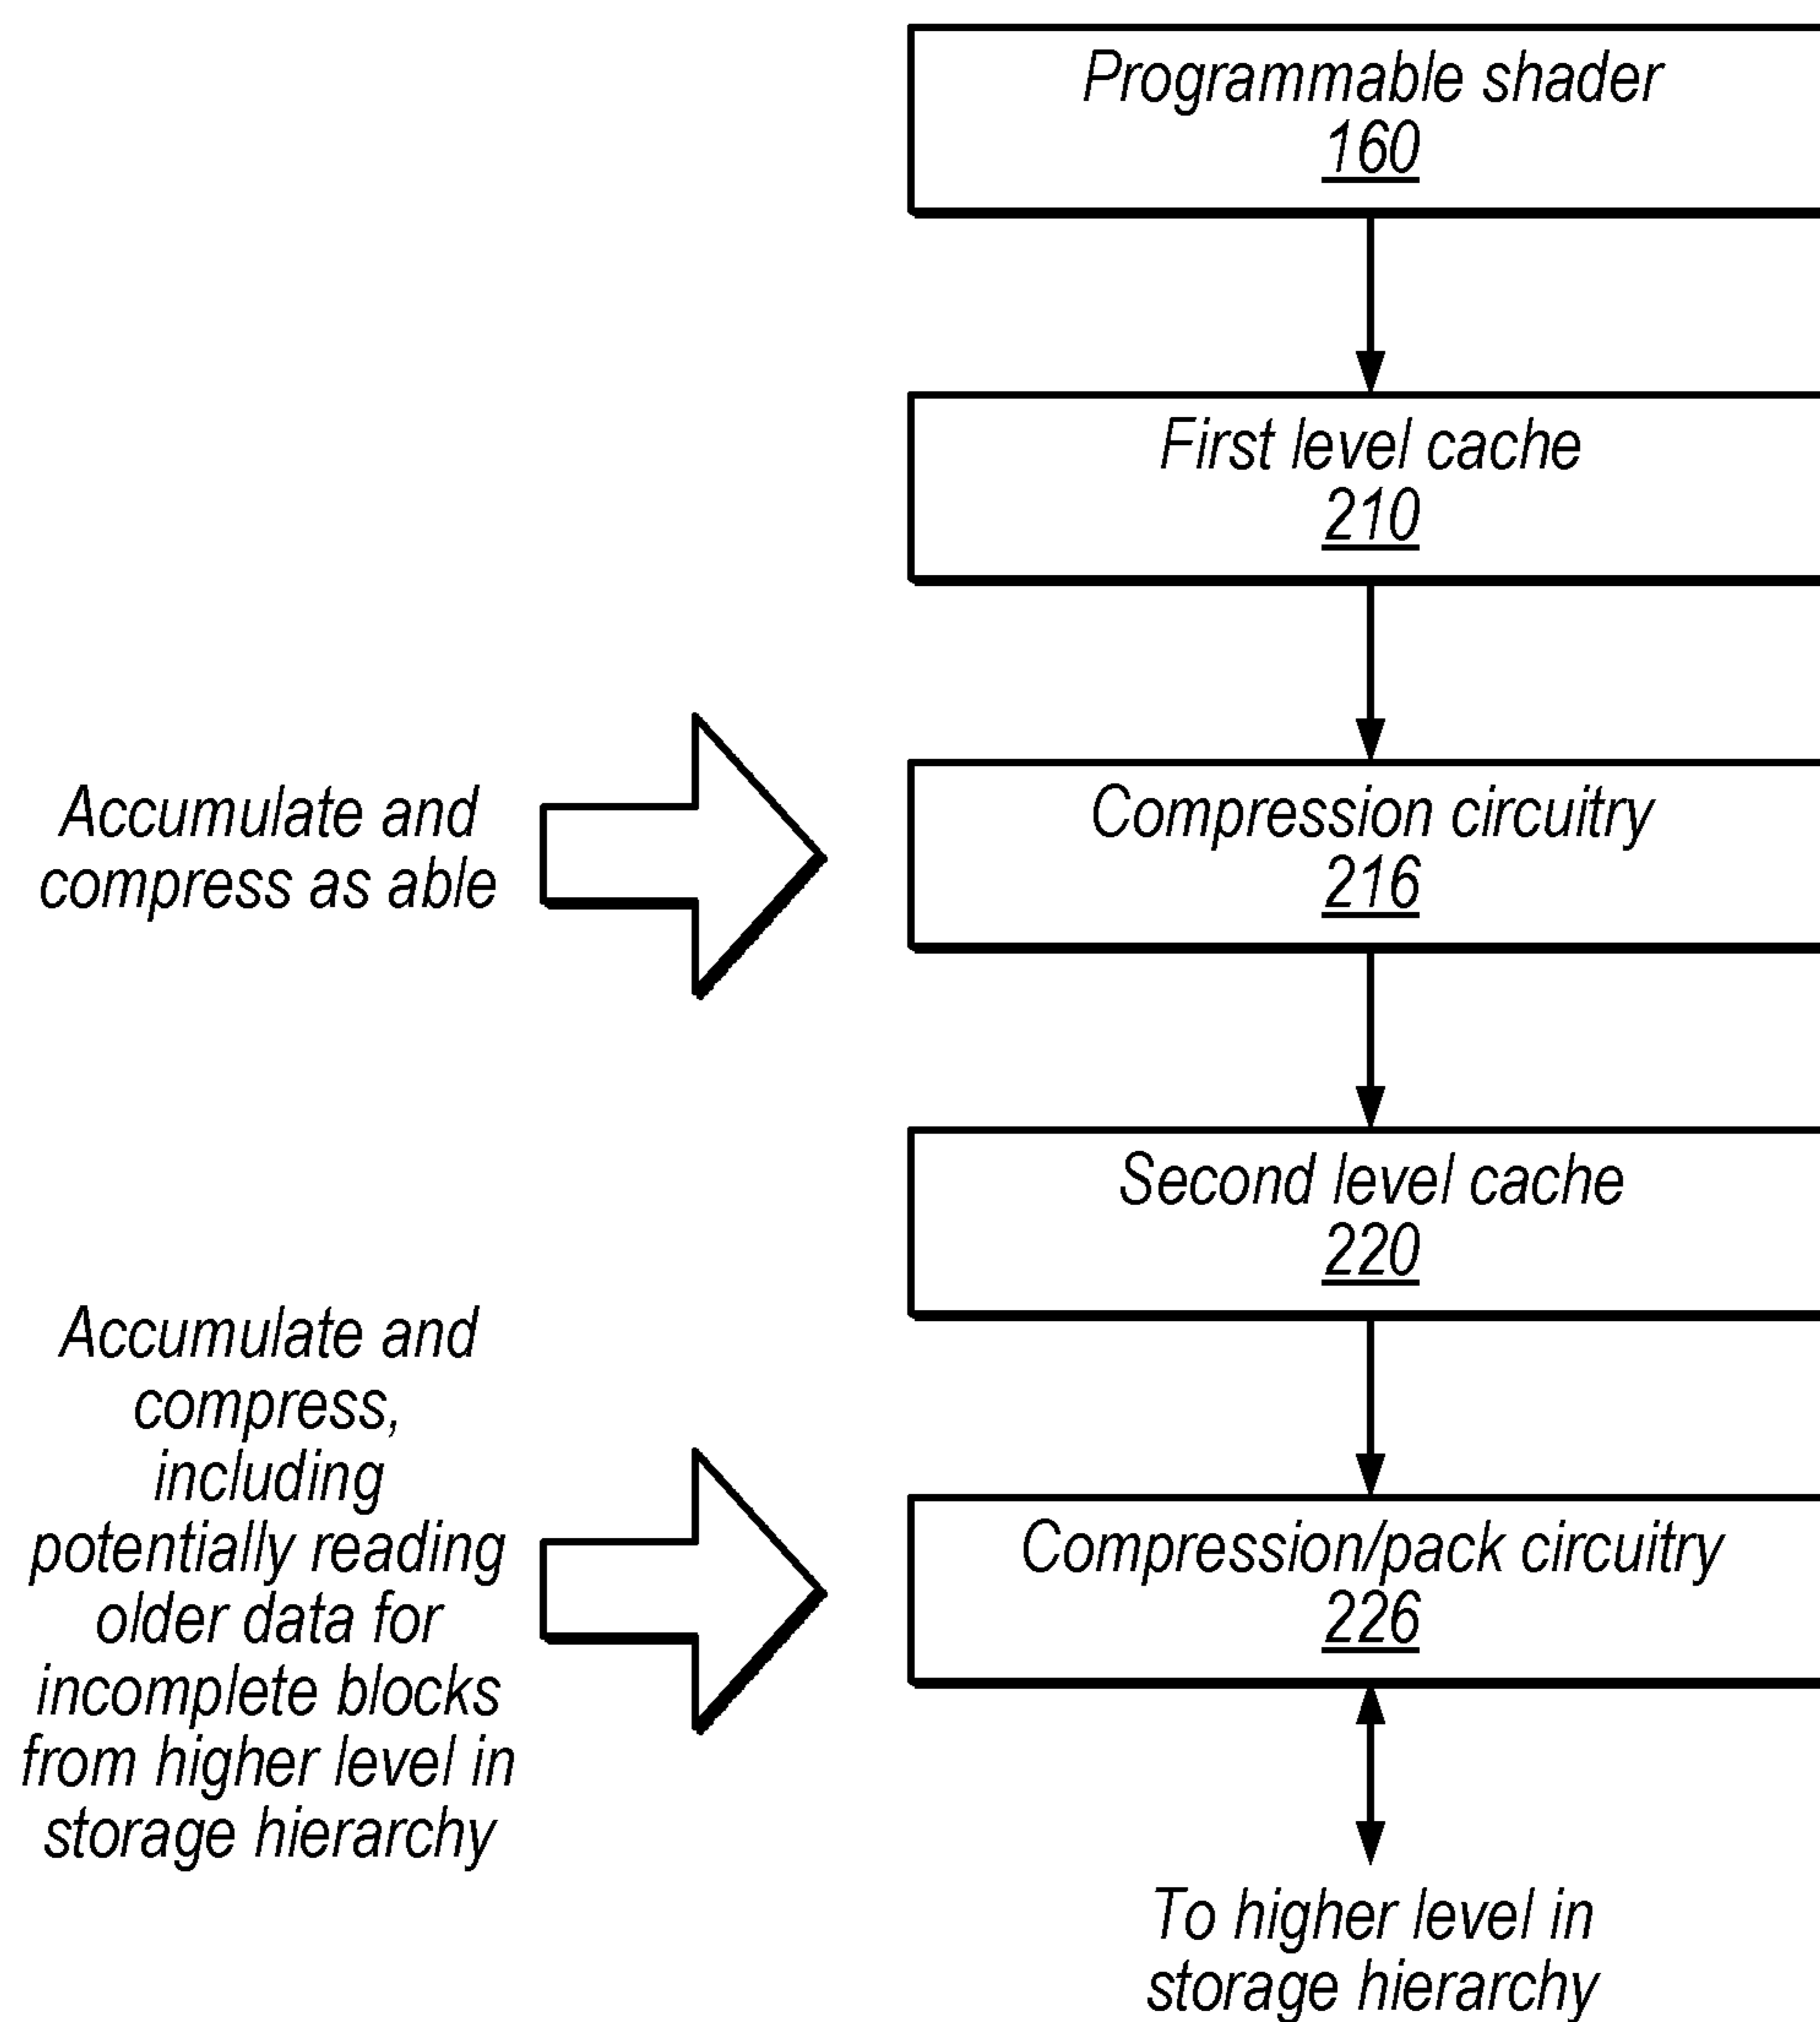 Programmable shader
160
First level cache
210
Accumulate and
compress as able
Compression circuitry
216
Second level cache
220
Accumulate and
compress,
including
potentially reading
older data for
incomplete blocks
from higher level in
storage hierarchy
Compression/pack circuitry
226
To higher level in
storage hierarchy